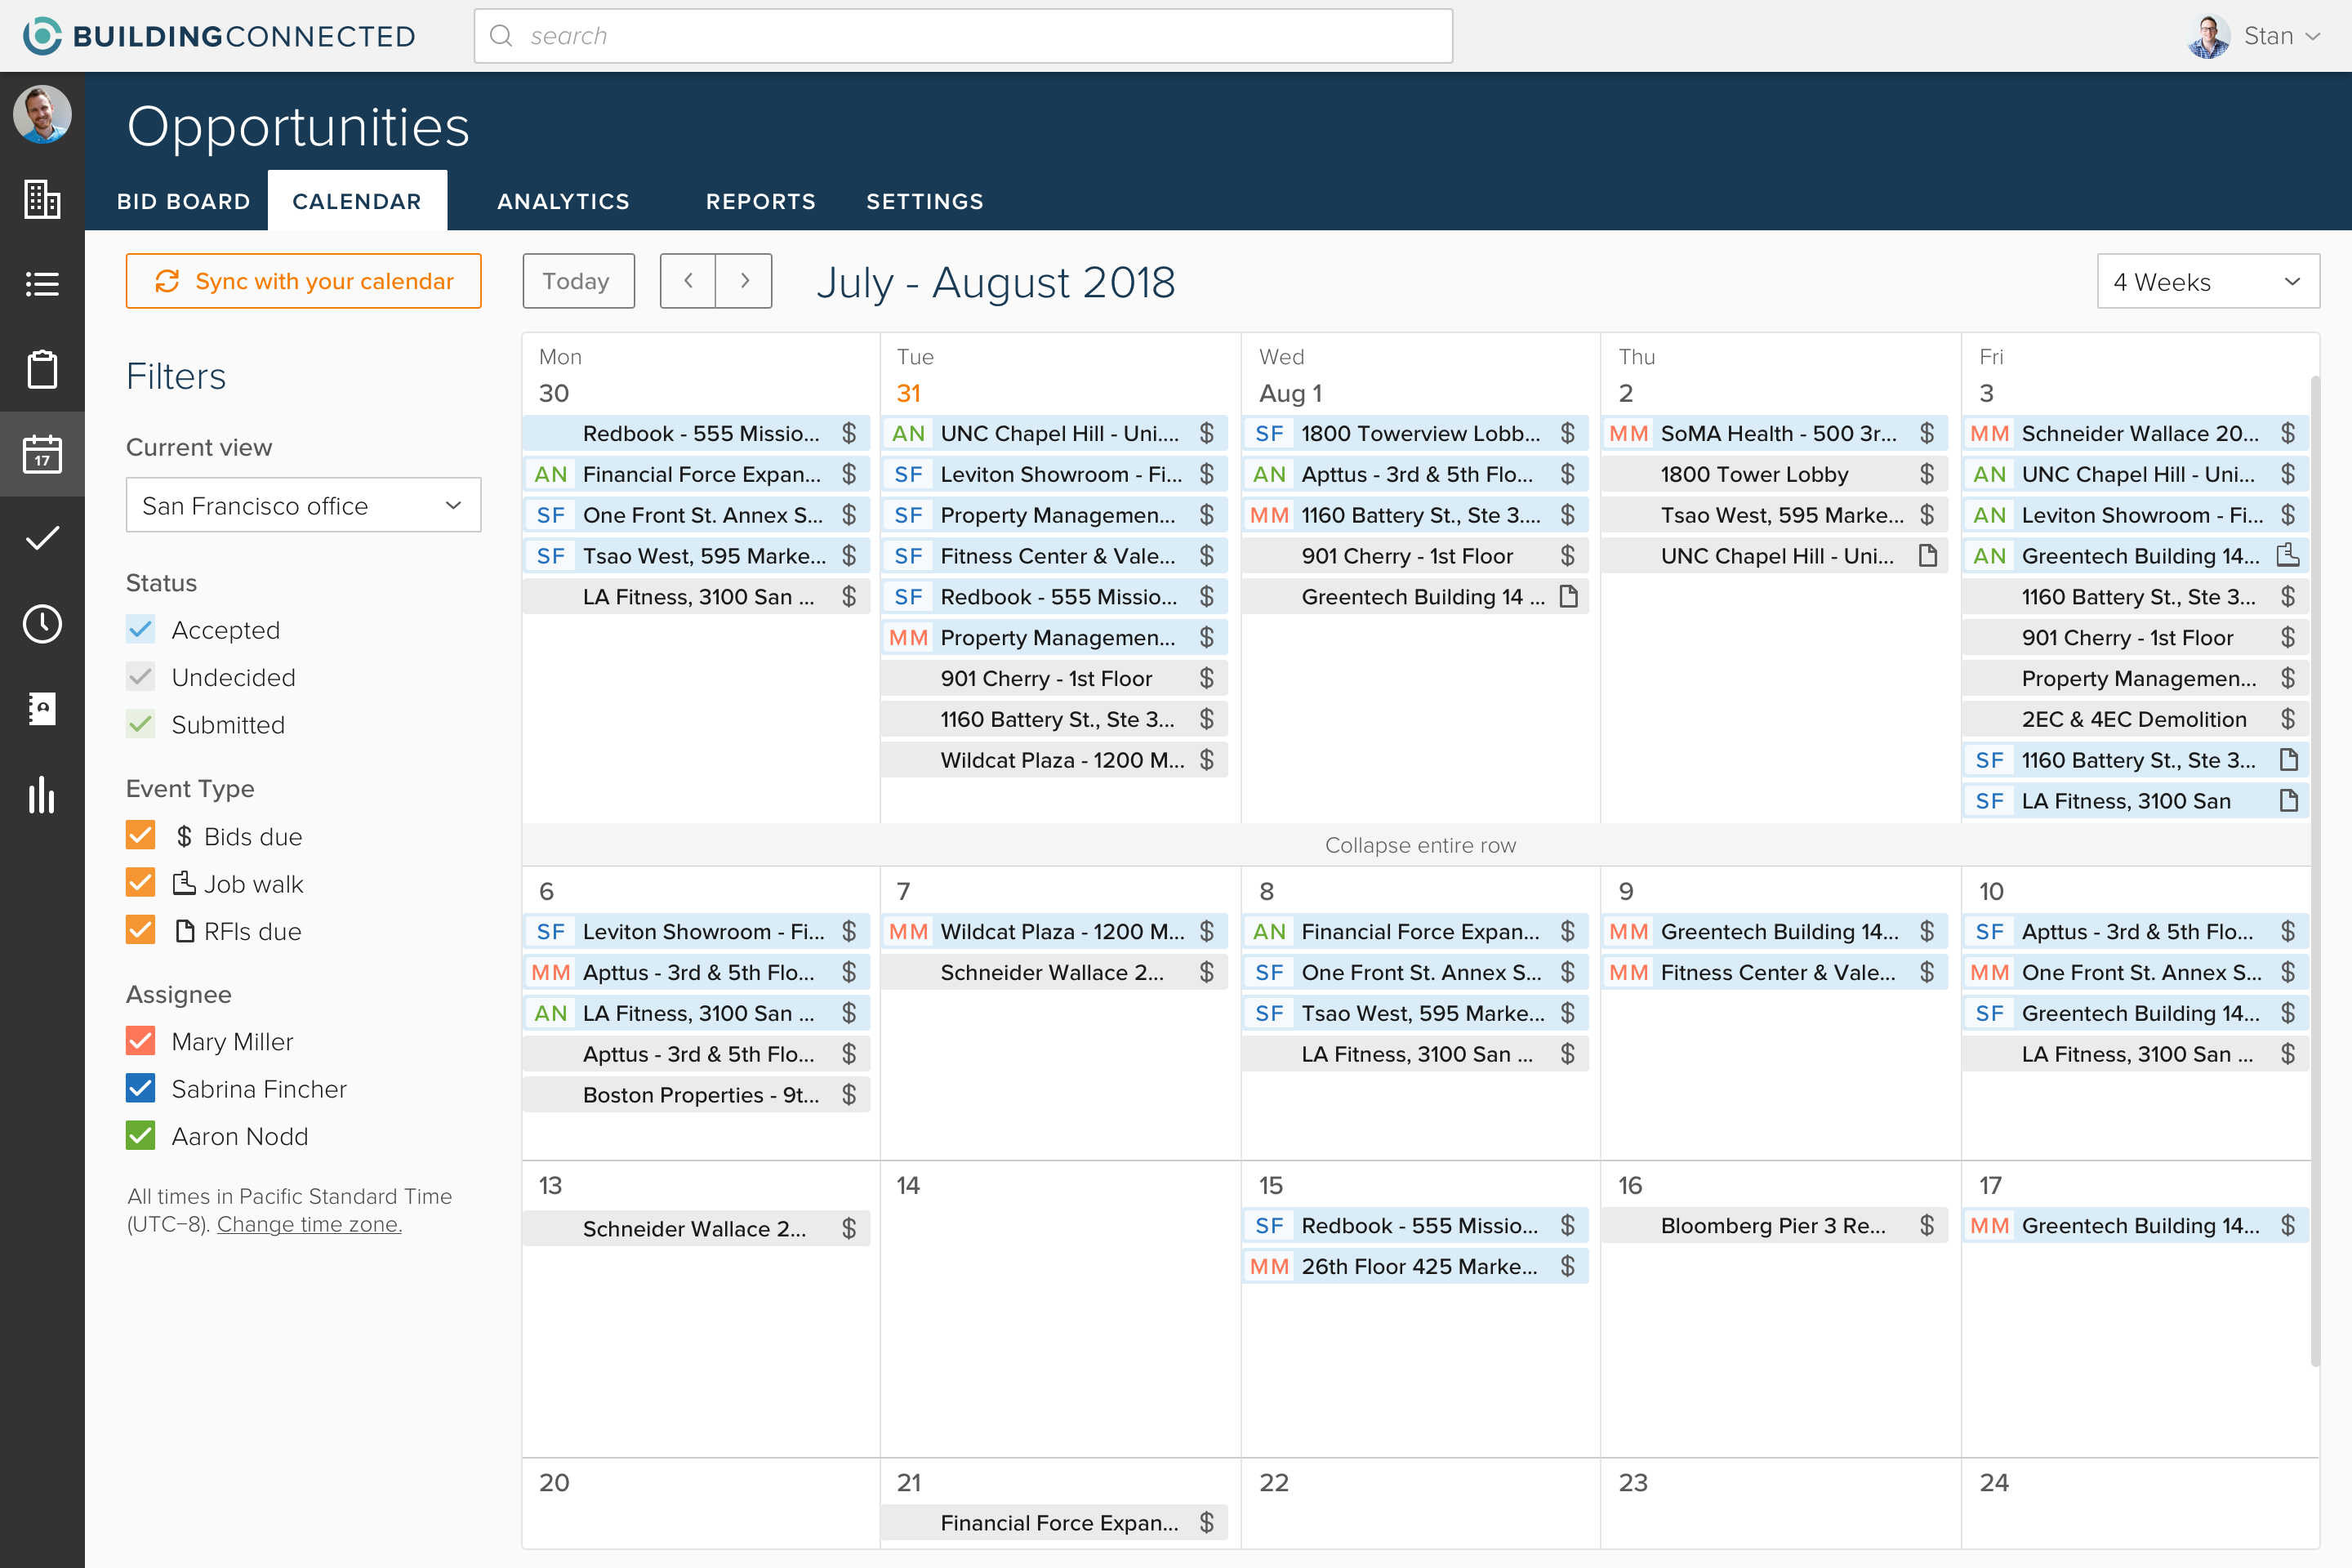 BUILDINGCONNECTED
search
Stan
Opportunities
BID BOARD
CALENDAR
ANALYTICS
REPORTS
SETTINGS
17
Sync with your calendar
Today
July - August 2018
4 Weeks
Filters
Current view
San Francisco office
Status
Accepted
Undecided
Submitted
Event Type
$ Bids due
Job walk
RFIs due
Assignee
Mary Miller
Sabrina Fincher
Aaron Nodd
All times in Pacific Standard Time
(UTC–8). Change time zone.
Mon
30
Redbook - 555 Missio... $
AN Financial Force Expan... $
SF One Front St. Annex S... $
SF Tsao West, 595 Marke... $
LA Fitness, 3100 San ... $
Tue
31
AN UNC Chapel Hill - Uni.... $
SF Leviton Showroom - Fi... $
SF Property Managemen... $
SF Fitness Center & Vale... $
SF Redbook - 555 Missio... $
MM Property Managemen... $
901 Cherry - 1st Floor $
1160 Battery St., Ste 3... $
Wildcat Plaza - 1200 M... $
Wed
Aug 1
SF 1800 Towerview Lobb... $
AN Apttus - 3rd & 5th Flo... $
MM 1160 Battery St., Ste 3.... $
901 Cherry - 1st Floor $
Greentech Building 14 ...
Thu
2
MM SoMA Health - 500 3r... $
1800 Tower Lobby $
Tsao West, 595 Marke... $
UNC Chapel Hill - Uni...
Fri
3
MM Schneider Wallace 20... $
AN UNC Chapel Hill - Uni... $
AN Leviton Showroom - Fi... $
AN Greentech Building 14...
1160 Battery St., Ste 3... $
901 Cherry - 1st Floor $
Property Managemen... $
2EC & 4EC Demolition $
SF 1160 Battery St., Ste 3...
SF LA Fitness, 3100 San
Collapse entire row
6
SF Leviton Showroom - Fi... $
MM Apttus - 3rd & 5th Flo... $
AN LA Fitness, 3100 San ... $
Apttus - 3rd & 5th Flo... $
Boston Properties - 9t... $
7
MM Wildcat Plaza - 1200 M... $
Schneider Wallace 2... $
8
AN Financial Force Expan... $
SF One Front St. Annex S... $
SF Tsao West, 595 Marke... $
LA Fitness, 3100 San ... $
9
MM Greentech Building 14... $
MM Fitness Center & Vale... $
10
SF Apttus - 3rd & 5th Flo... $
MM One Front St. Annex S... $
SF Greentech Building 14... $
LA Fitness, 3100 San ... $
13
Schneider Wallace 2... $
14
15
SF Redbook - 555 Missio... $
MM 26th Floor 425 Marke... $
16
Bloomberg Pier 3 Re... $
17
MM Greentech Building 14... $
20
21
Financial Force Expan... $
22
23
24